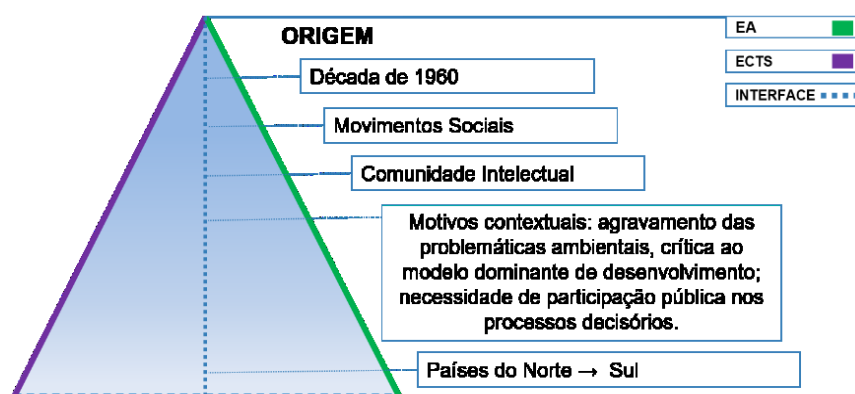 ORIGEM
EA
ECTS
INTERFACE
Década de 1960
Movimentos Sociais
Comunidade Intelectual
Motivos contextuais: agravamento das
problemáticas ambientais, crítica ao
modelo dominante de desenvolvimento;
necessidade de participação pública nos
processos decisórios.
Países do Norte → Sul